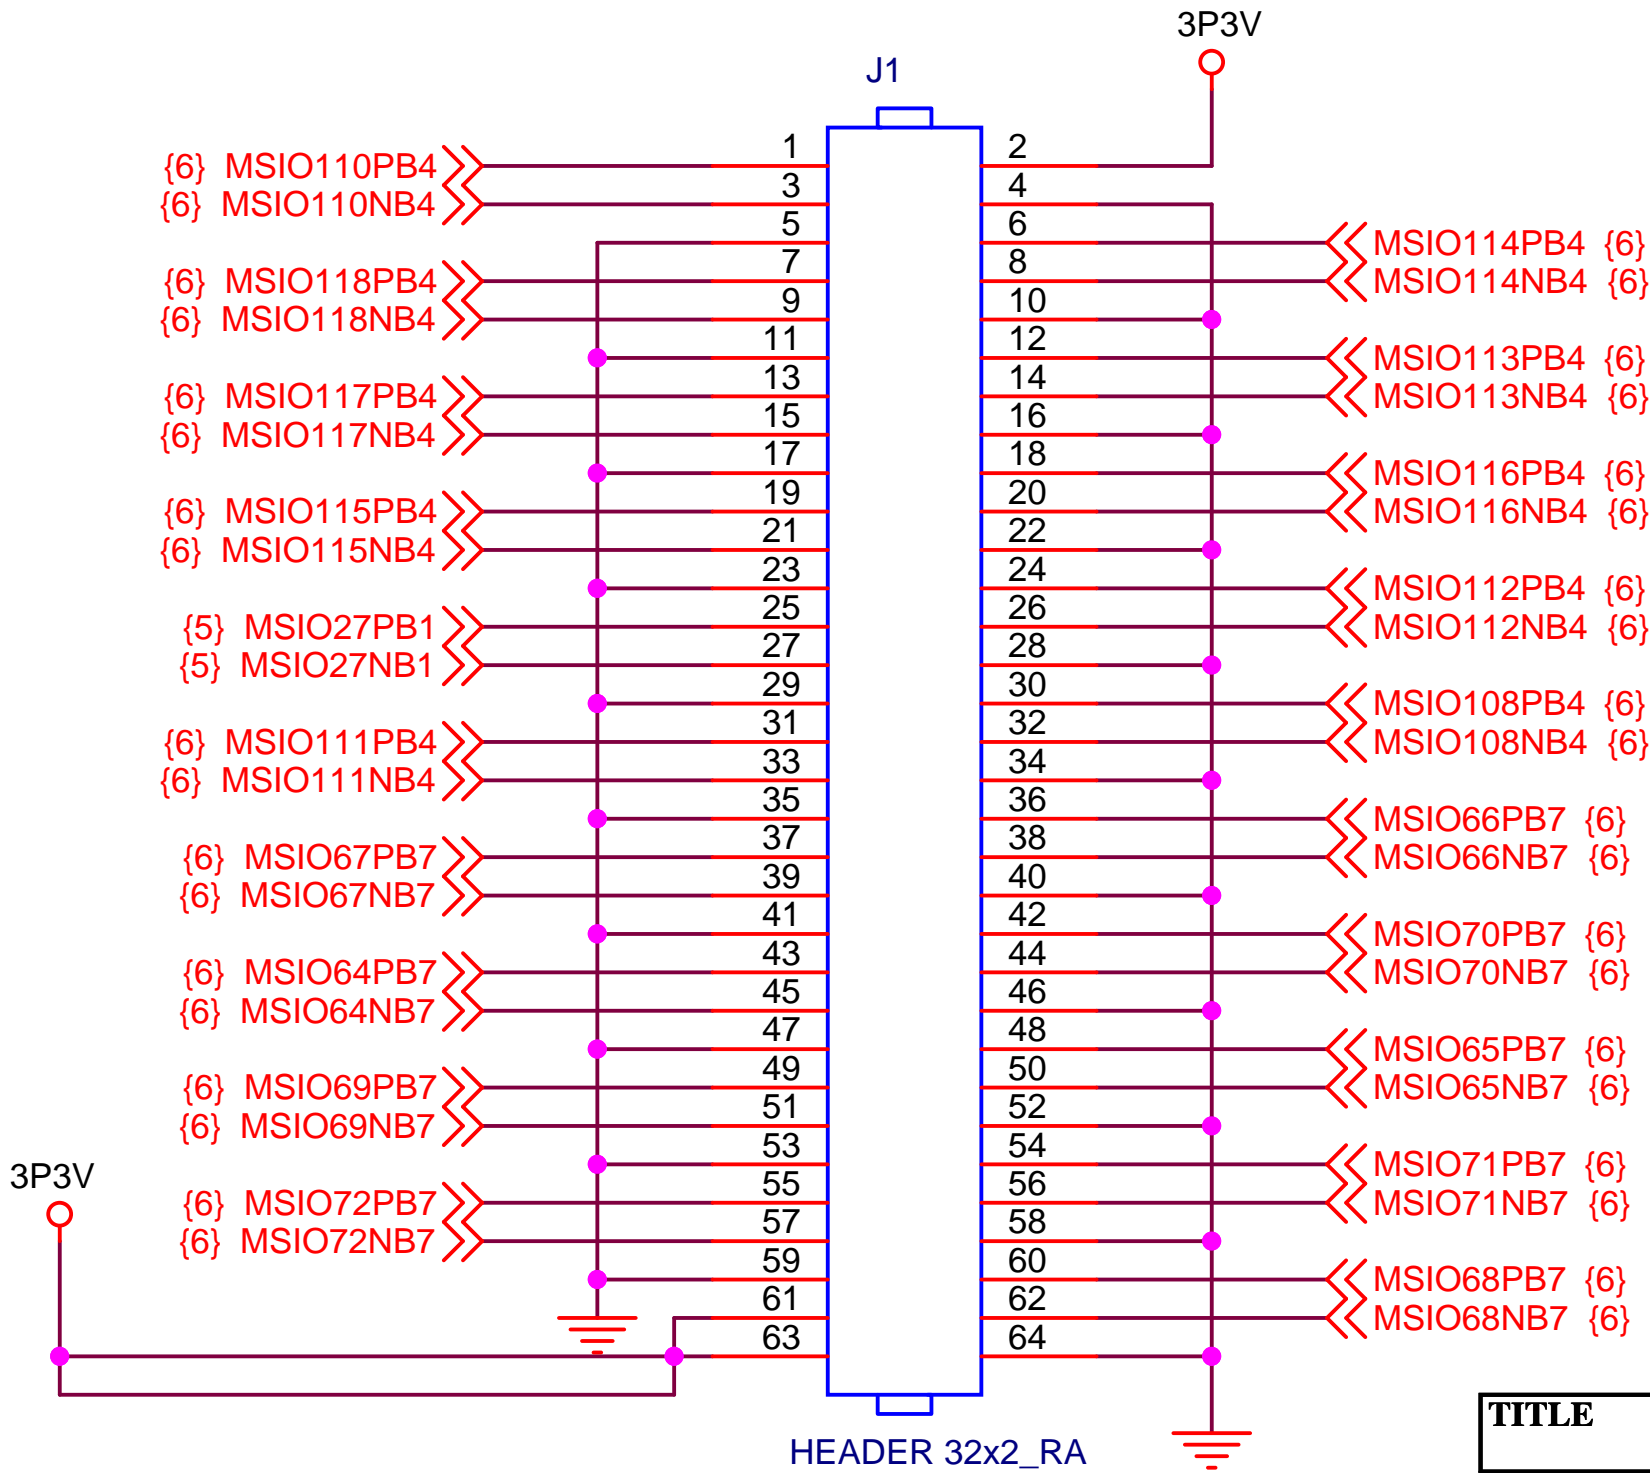 3P3V
J1
1 2
{6} MSIO110PB4
3 4
{6} MSIO110NB4
5 6 MSIO114PB4 {6}
{6} MSIO118PB4 7 8 MSIO114NB4 {6}
{6} MSIO118NB4 9 10
11 12 MSIO113PB4 {6}
{6} MSIO117PB4 13 14 MSIO113NB4 {6}
{6} MSIO117NB4 15 16
17 18 MSIO116PB4 {6}
{6} MSIO115PB4 19 20 MSIO116NB4 {6}
{6} MSIO115NB4 21 22
23 24 MSIO112PB4 {6}
{5} MSIO27PB1 25 26 MSIO112NB4 {6}
{5} MSIO27NB1 27 28
29 30 MSIO108PB4 {6}
{6} MSIO111PB4 31 32 MSIO108NB4 {6}
{6} MSIO111NB4 33 34
35 36 MSIO66PB7 {6}
{6} MSIO67PB7 37 38 MSIO66NB7 {6}
{6} MSIO67NB7 39 40
41 42 MSIO70PB7 {6}
{6} MSIO64PB7 43 44 MSIO70NB7 {6}
{6} MSIO64NB7 45 46
47 48 MSIO65PB7 {6}
{6} MSIO69PB7 49 50 MSIO65NB7 {6}
{6} MSIO69NB7 51 52
53 54 MSIO71PB7 {6}
3P3V
{6} MSIO72PB7 55 56 MSIO71NB7 {6}
{6} MSIO72NB7 57 58
59 60 MSIO68PB7 {6}
61 62 MSIO68NB7 {6}
63 64
TITLE
HEADER 32x2_RA